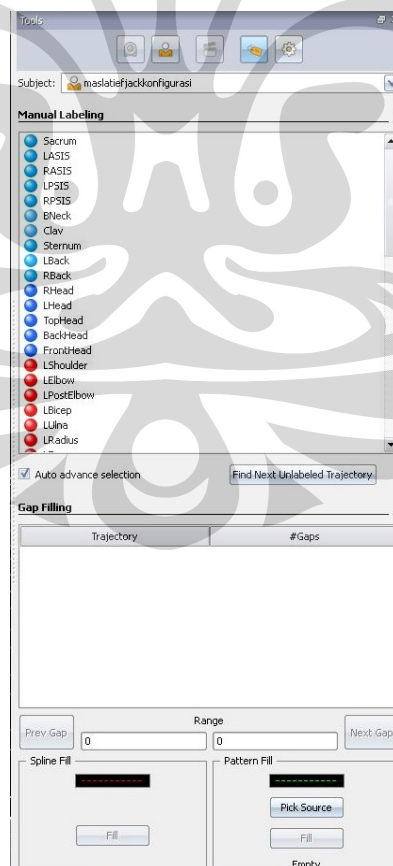 Tools
Subject: maslatiefjackkonfigurasi
Manual Labeling
Sacrum
LASIS
RASIS
LPSIS
RPSIS
BNeck
Clav
Sternum
LBack
RBack
RHead
LHead
TopHead
BackHead
FrontHead
LShoulder
LElbow
LPostElbow
LBicep
LUlna
LRadius
Auto advance selection Find Next Unlabeled Trajectory
Gap Filling
Trajectory #Gaps
Range
Prev Gap 0 0 Next Gap
Spline Fill Pattern Fill
Pick Source
Fill Fill
Empty